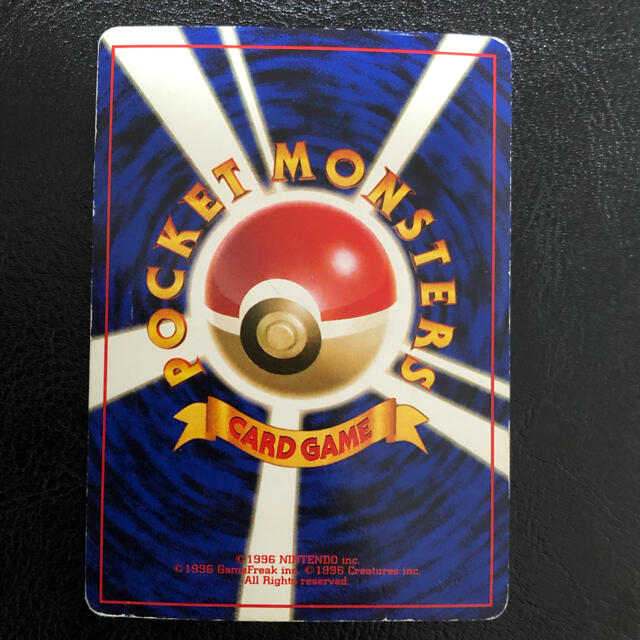 POCKET MONSTERS
CARD GAME
©1996 NINTENDO inc.
©1996 GameFreak inc. ©1996 Creatures inc.
All Rights reserved.